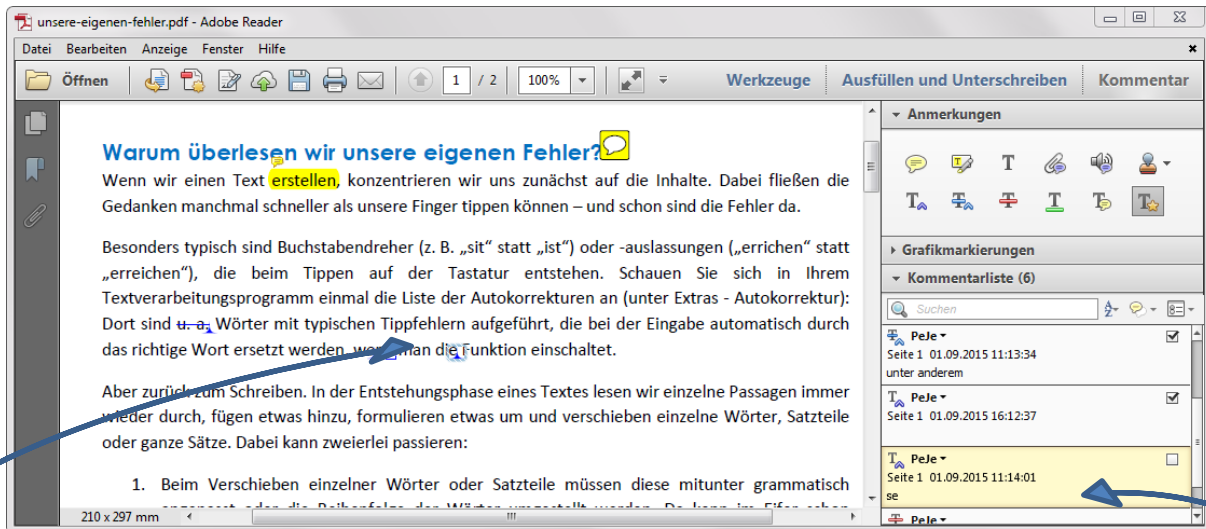 unsere-eigenen-fehler.pdf - Adobe Reader
Datei Bearbeiten Anzeige Fenster Hilfe
Öffnen 1 / 2 100% Werkzeuge Ausfüllen und Unterschreiben Kommentar
Anmerkungen
Warum überlesen wir unsere eigenen Fehler?
Wenn wir einen Text erstellen, konzentrieren wir uns zunächst auf die Inhalte. Dabei fließen die
Gedanken manchmal schneller als unsere Finger tippen können – und schon sind die Fehler da.
Besonders typisch sind Buchstabendreher (z. B. „sit“ statt „ist“) oder -auslassungen („errichen“ statt
„erreichen“), die beim Tippen auf der Tastatur entstehen. Schauen Sie sich in Ihrem
Textverarbeitungsprogramm einmal die Liste der Autokorrekturen an (unter Extras - Autokorrektur):
Dort sind u. a. Wörter mit typischen Tippfehlern aufgeführt, die bei der Eingabe automatisch durch
das richtige Wort ersetzt werden, man die Funktion einschaltet.
Aber zurück zum Schreiben. In der Entstehungsphase eines Textes lesen wir einzelne Passagen immer
wieder durch, fügen etwas hinzu, formulieren etwas um und verschieben einzelne Wörter, Satzteile
oder ganze Sätze. Dabei kann zweierlei passieren:
1. Beim Verschieben einzelner Wörter oder Satzteile müssen diese mitunter grammatisch
210 x 297 mm
Grafikmarkierungen
Kommentarliste (6)
Suchen
PeJe
Seite 1 01.09.2015 11:13:34
unter anderem
PeJe
Seite 1 01.09.2015 16:12:37
PeJe
Seite 1 01.09.2015 11:14:01
se
PeJe